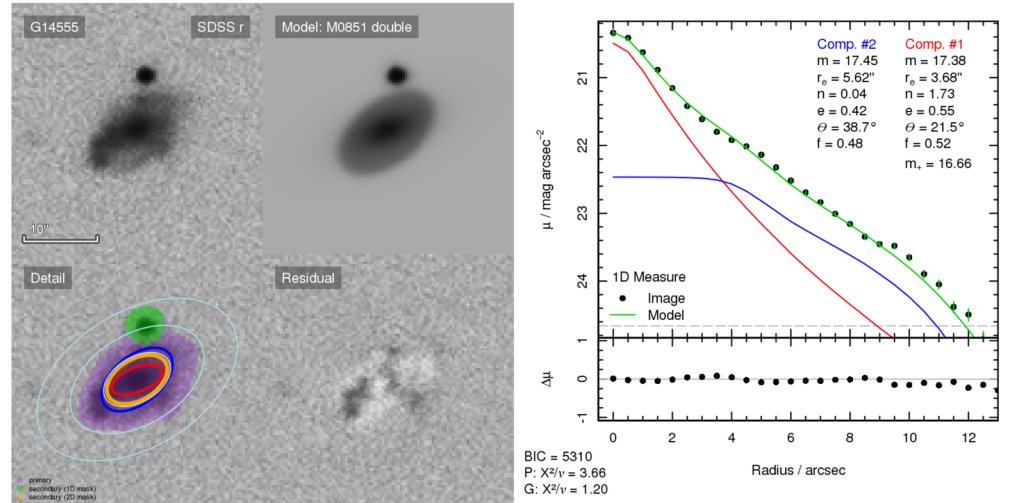 G14555
SDSS r
Model: M0851 double
10"
Detail
Residual
primary
secondary (1D mask)
secondary (2D mask)
μ / mag arcsec⁻²
21
22
23
24
Comp. #2
m = 17.45
rₑ = 5.62"
n = 0.04
e = 0.42
Θ = 38.7°
f = 0.48
Comp. #1
m = 17.38
rₑ = 3.68"
n = 1.73
e = 0.55
Θ = 21.5°
f = 0.52
m₊ = 16.66
1D Measure
Image
Model
Δμ
1
0
-1
0 2 4 6 8 10 12
Radius / arcsec
BIC = 5310
P: X²/ν = 3.66
G: X²/ν = 1.20